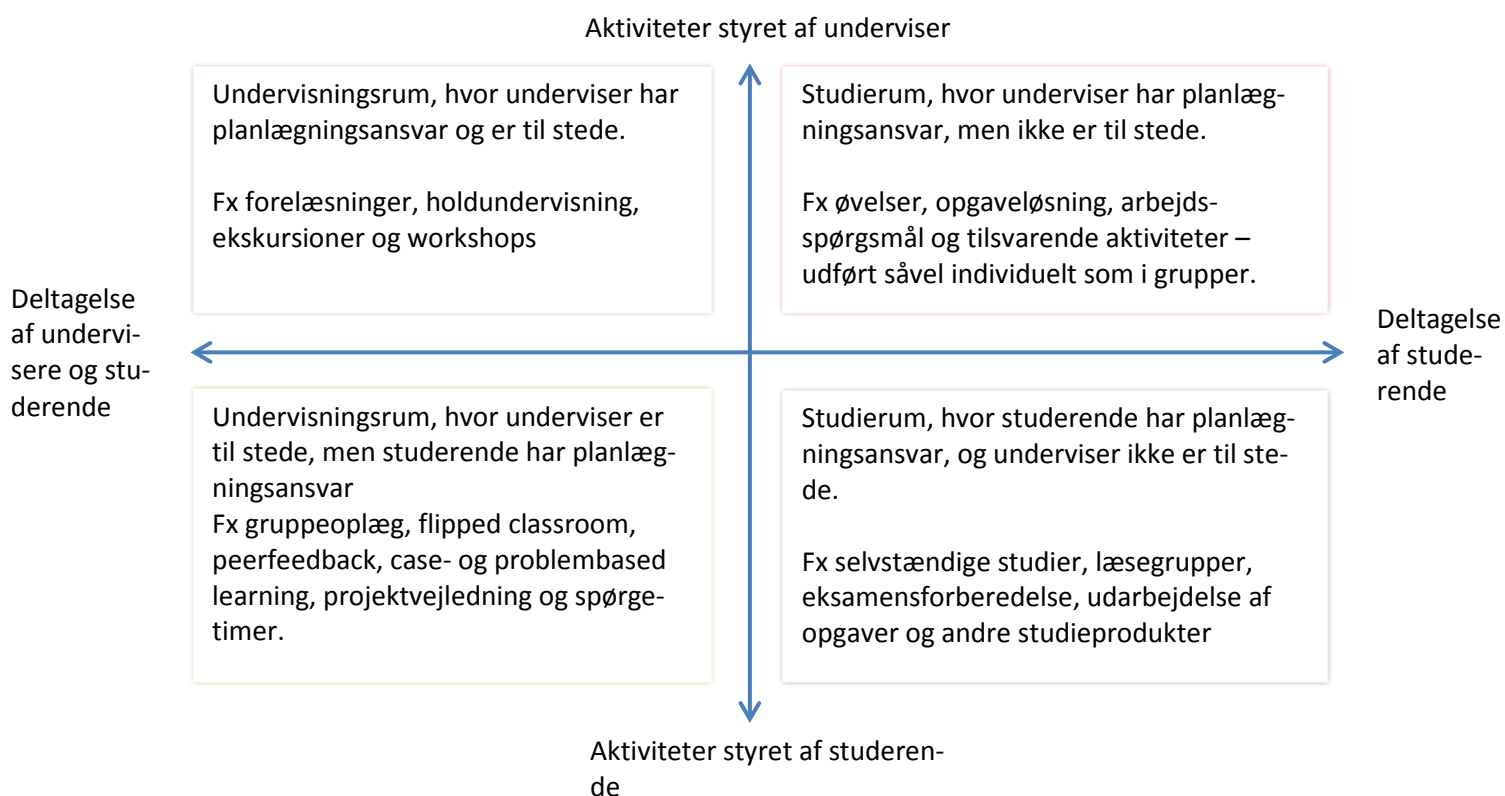 Aktiviteter styret af underviser
Undervisningsrum, hvor underviser har
planlægningsansvar og er til stede.
Fx forelæsninger, holdundervisning,
ekskursioner og workshops
Studierum, hvor underviser har planlæg-
ningsansvar, men ikke er til stede.
Fx øvelser, opgaveløsning, arbejds-
spørgsmål og tilsvarende aktiviteter –
udført såvel individuelt som i grupper.
Deltagelse
af undervi-
sere og stu-
derende
Deltagelse
af stude-
rende
Undervisningsrum, hvor underviser er
til stede, men studerende har planlæg-
ningsansvar
Fx gruppeoplæg, flipped classroom,
peerfeedback, case- og problembased
learning, projektvejledning og spørge-
timer.
Studierum, hvor studerende har planlæg-
ningsansvar, og underviser ikke er til ste-
de.
Fx selvstændige studier, læsegrupper,
eksamensforberedelse, udarbejdelse af
opgaver og andre studieprodukter
Aktiviteter styret af studeren-
de